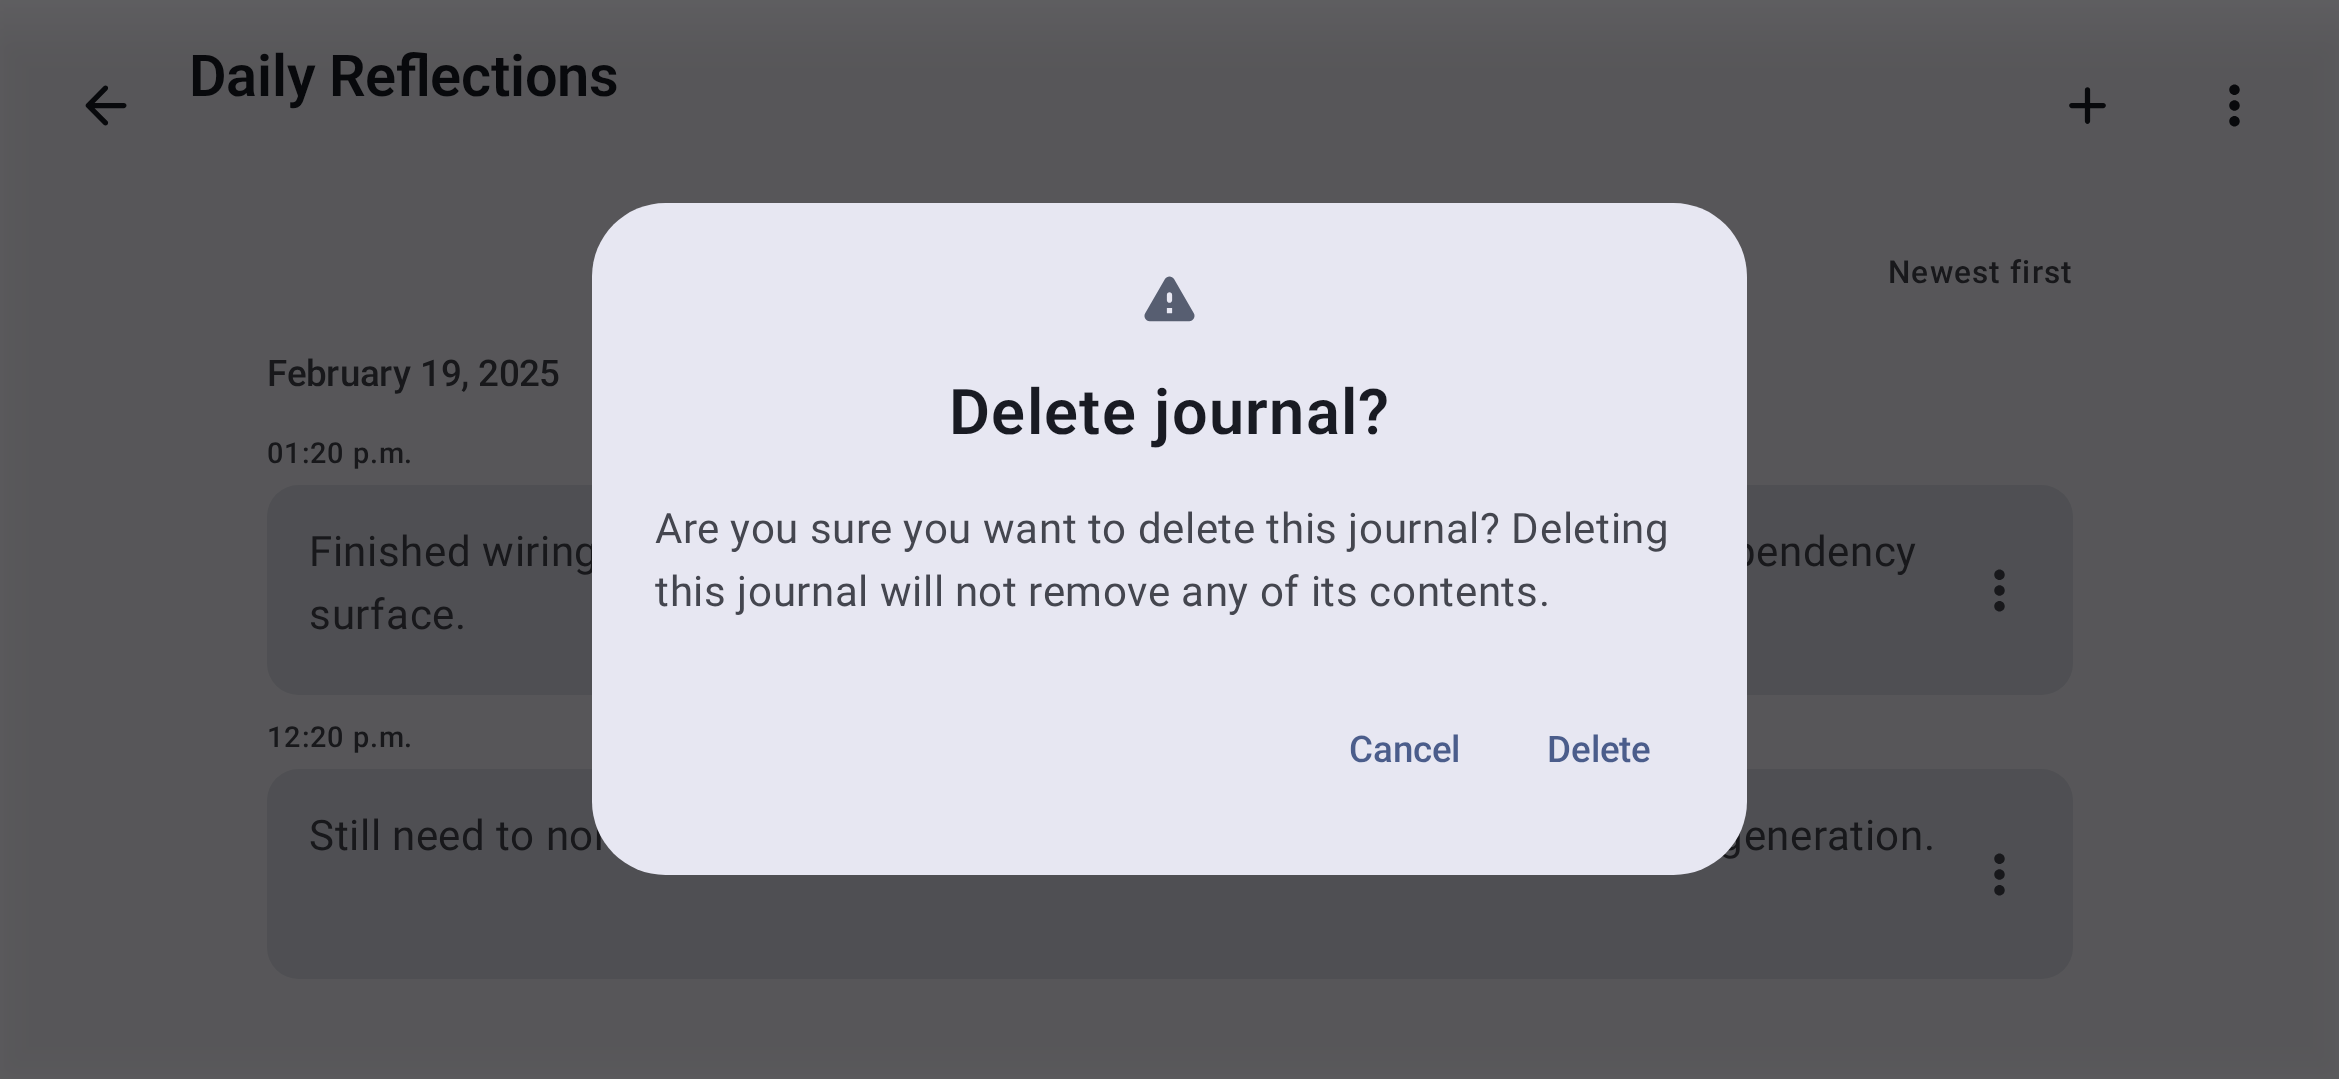 Daily Reflections
Newest first
February 19, 2025
01:20 p.m.
Finished wiring
surface.
12:20 p.m.
Still need to
generation.
Delete journal?
Are you sure you want to delete this journal? Deleting
this journal will not remove any of its contents.
Cancel
Delete